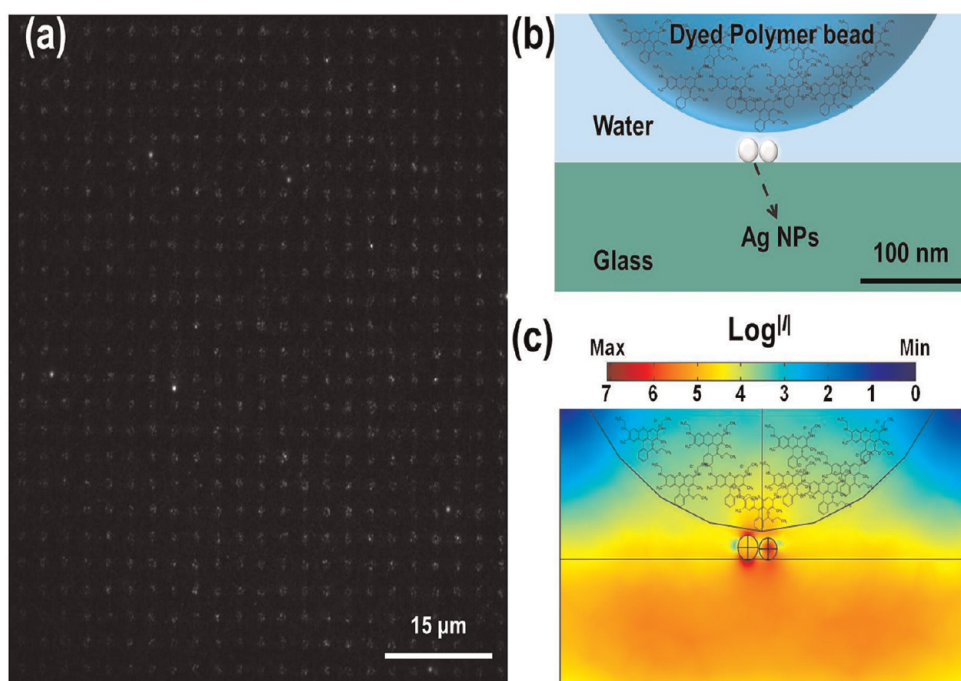 (a)
15 μm
(b)
Dyed Polymer bead
Water
Ag NPs
Glass
100 nm
(c)
Log|I|
Max
Min
7 6 5 4 3 2 1 0